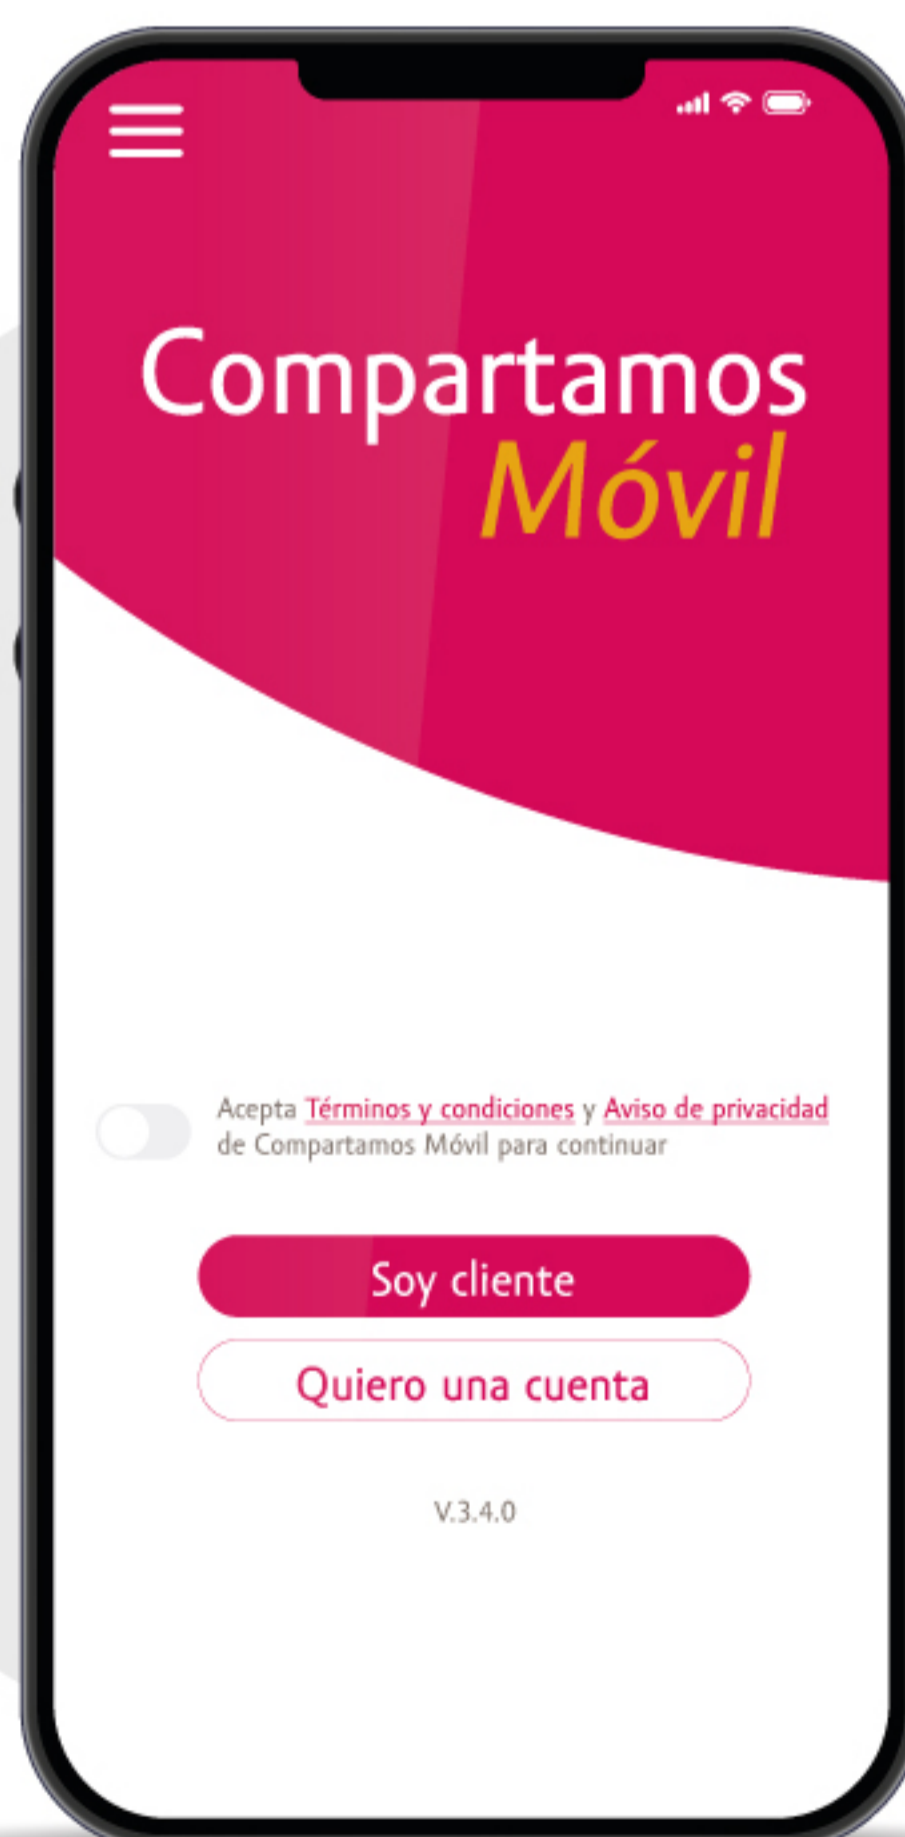 Compartamos
Móvil
Acepta Términos y condiciones y Aviso de privacidad
de Compartamos Móvil para continuar
Soy cliente
Quiero una cuenta
V.3.4.0